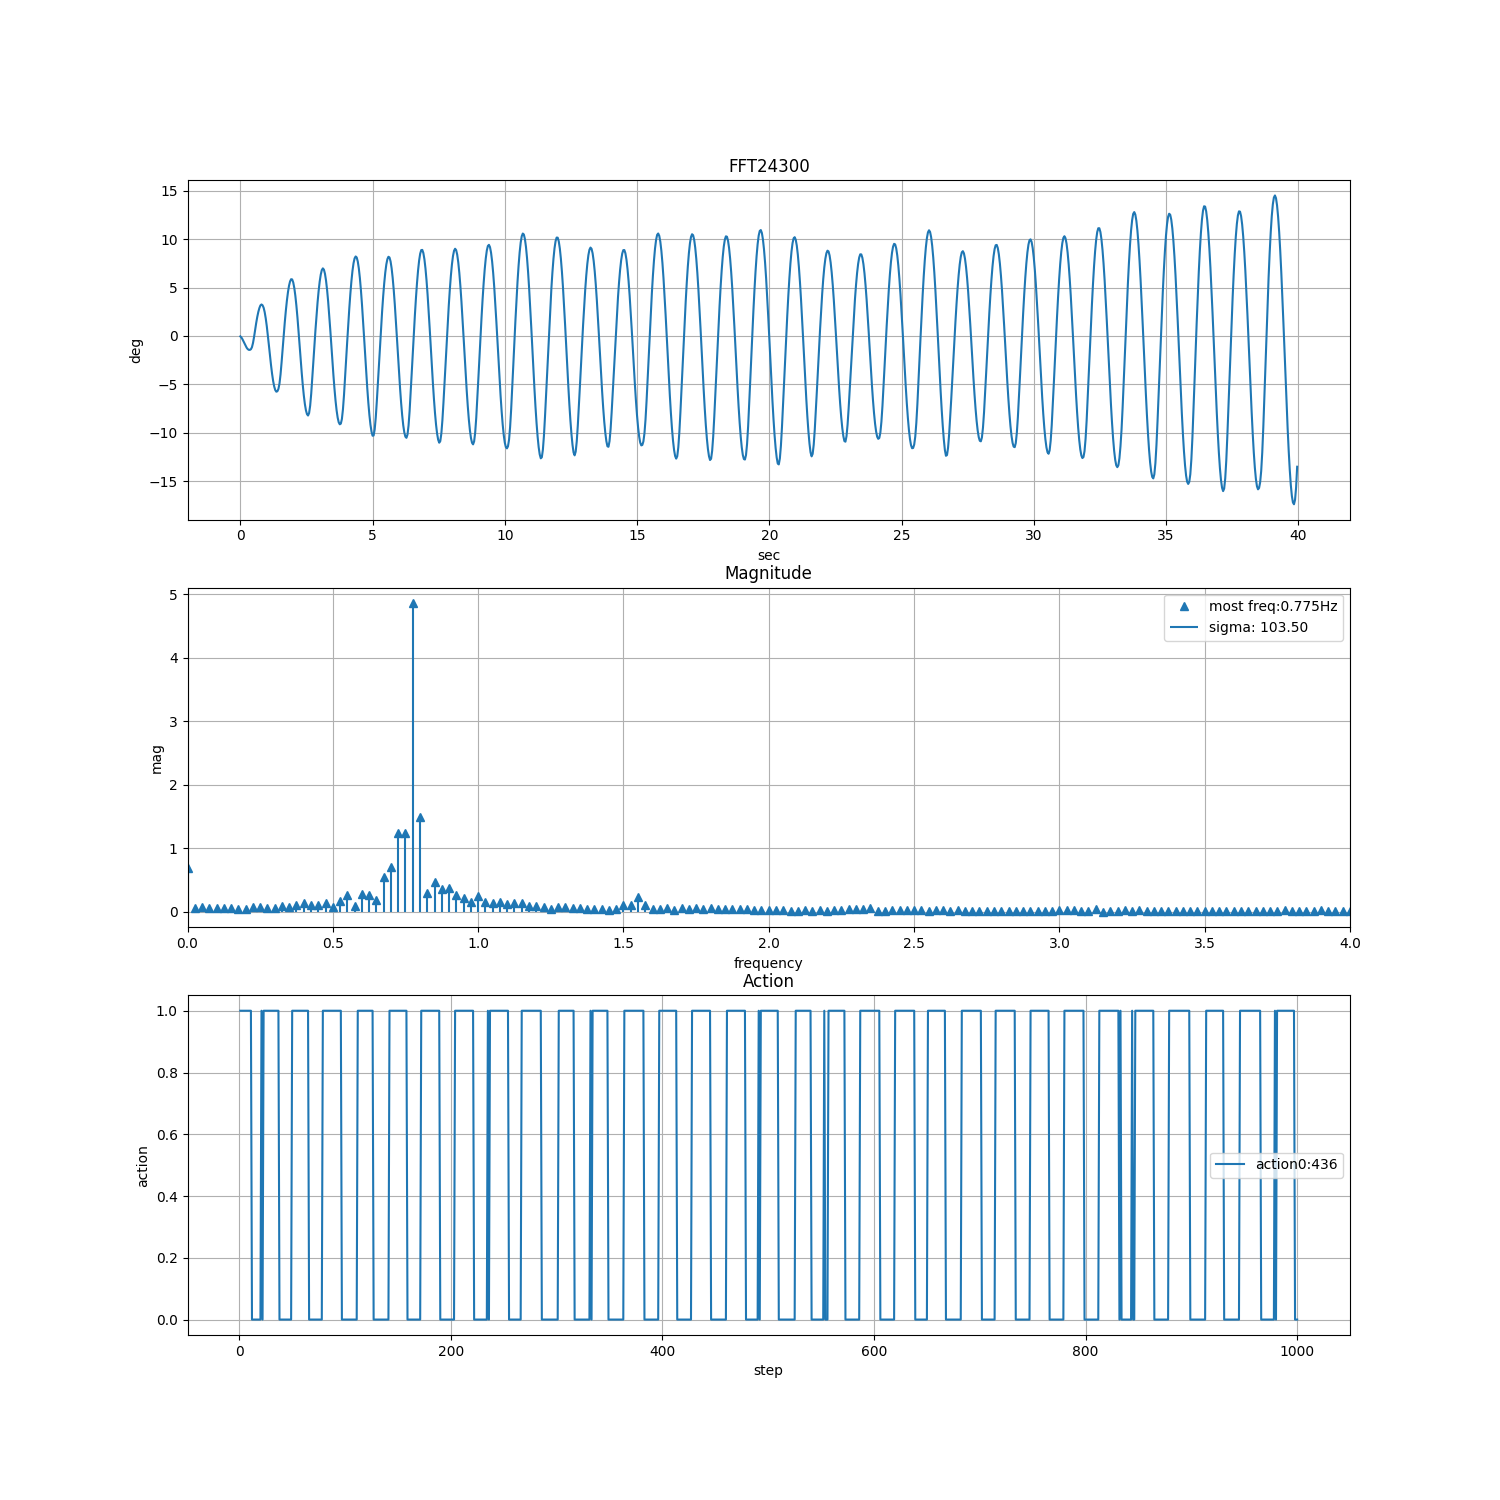 FFT24300
15
10
5
0
−5
−10
−15
deg
0 5 10 15 20 25 30 35 40
sec
Magnitude
5
4
3
2
1
0
mag
most freq:0.775Hz
sigma: 103.50
0.0 0.5 1.0 1.5 2.0 2.5 3.0 3.5 4.0
frequency
Action
1.0
0.8
0.6
0.4
0.2
0.0
action
action0:436
0 200 400 600 800 1000
step